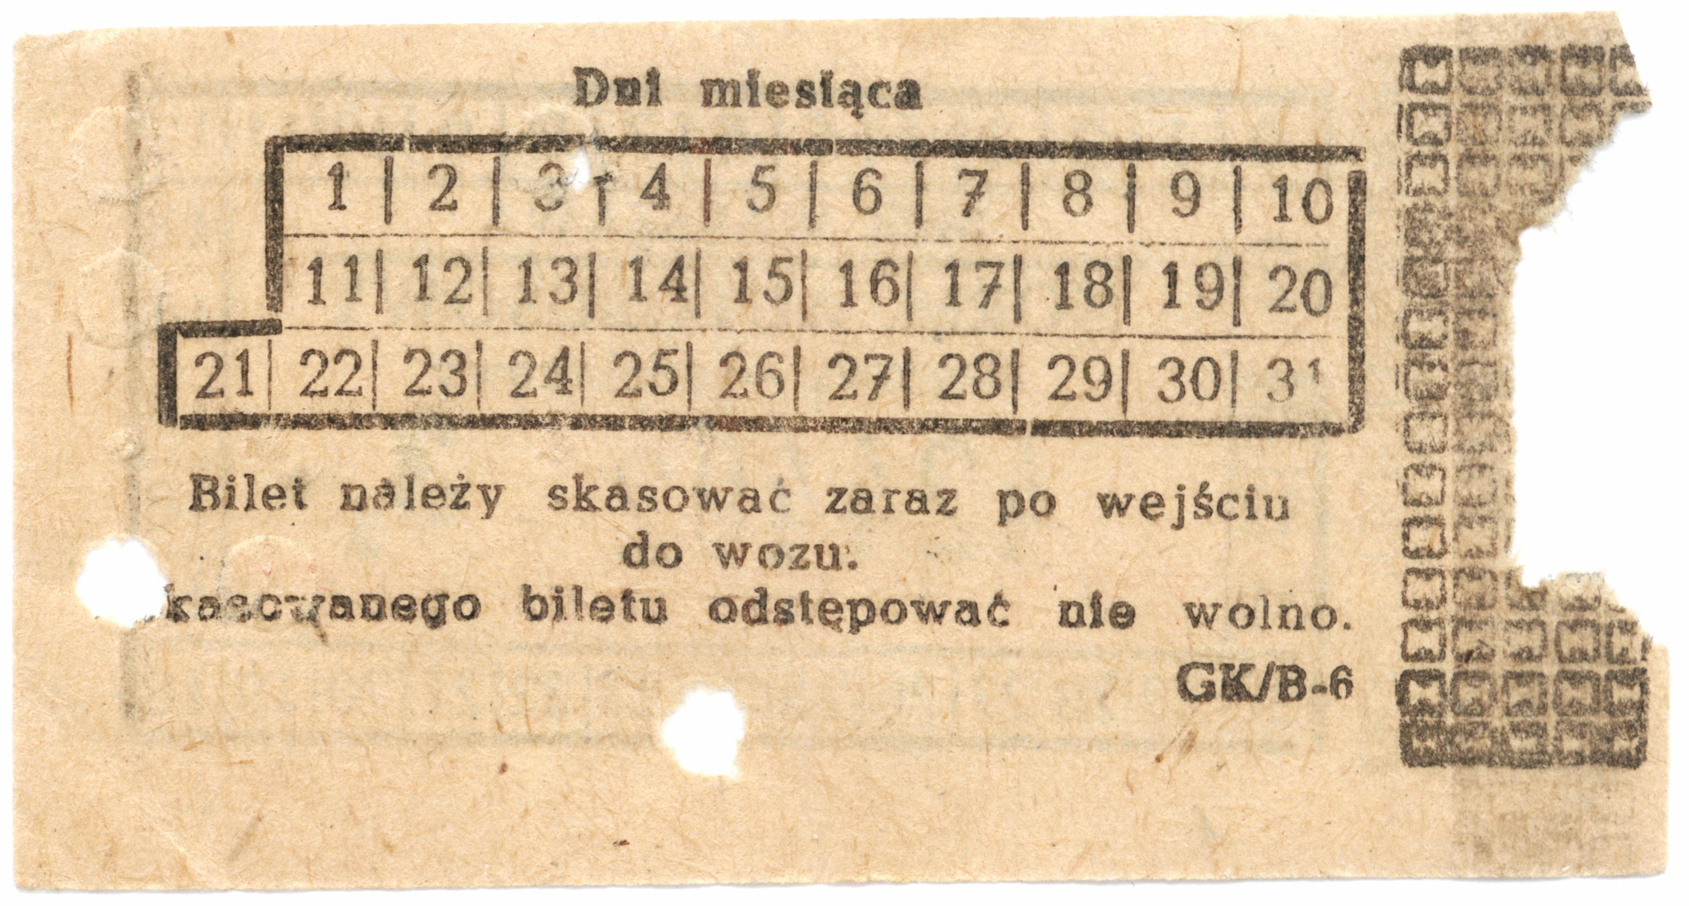 Dni miesiąca
1 | 2 | 3 | 4 | 5 | 6 | 7 | 8 | 9 | 10
11 | 12 | 13 | 14 | 15 | 16 | 17 | 18 | 19 | 20
21 | 22 | 23 | 24 | 25 | 26 | 27 | 28 | 29 | 30 | 31
Bilet należy skasować zaraz po wejściu
do wozu.
kasowanego biletu odstępować nie wolno.
GK/B-6